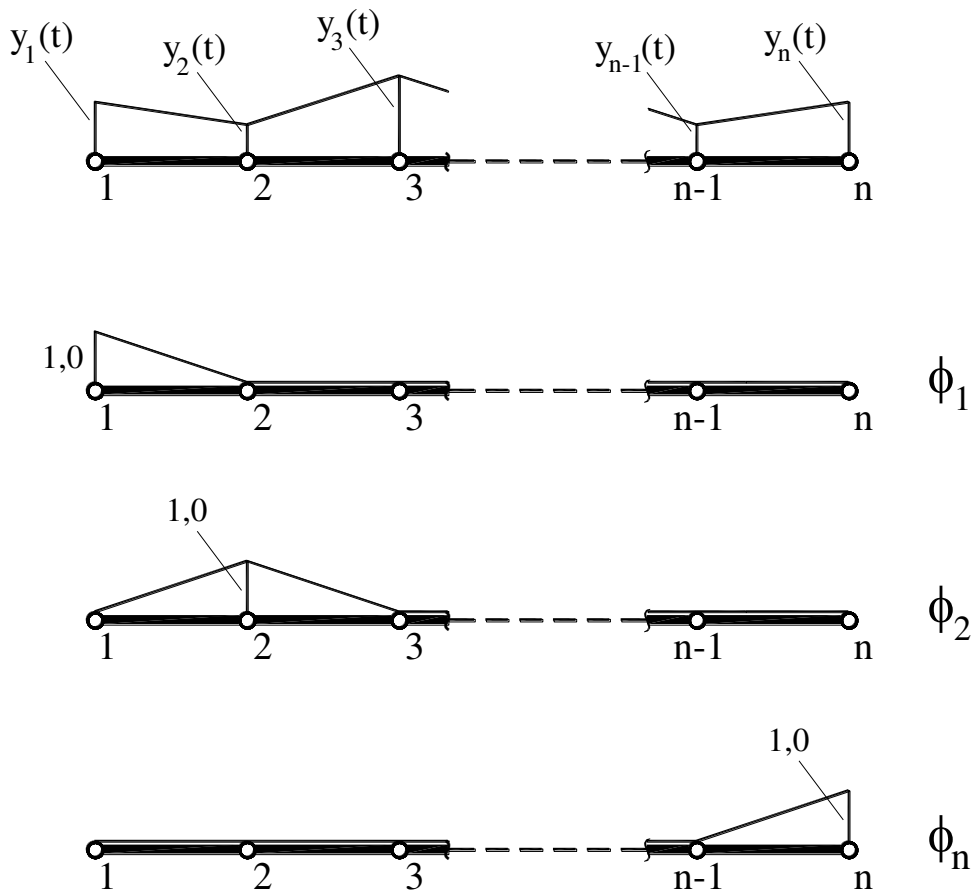 y₁(t) y₂(t) y₃(t) yₙ₋₁(t) yₙ(t)
1 2 3 n-1 n
1,0
ϕ₁
1 2 3 n-1 n
1,0
ϕ₂
1 2 3 n-1 n
1,0
ϕₙ
1 2 3 n-1 n